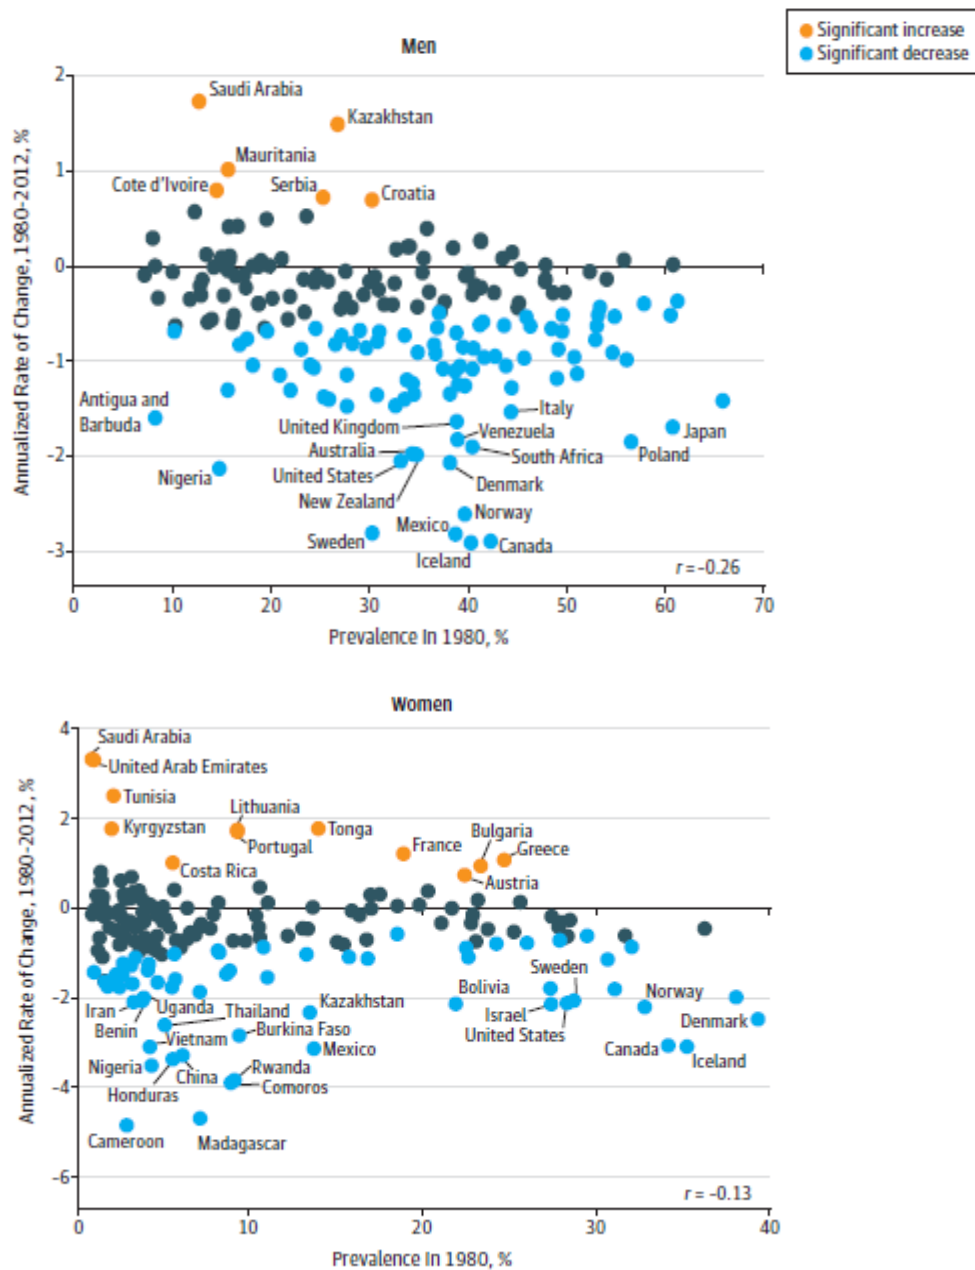 Significant increase
Significant decrease
Men
2
Saudi Arabia
Kazakhstan
Mauritania
1
Cote d'Ivoire
Serbia
Croatia
0
Annualized Rate of Change, 1980-2012, %
-1
Antigua and
Barbuda
Italy
United Kingdom
Venezuela
Japan
Australia
South Africa
Poland
-2
Nigeria
United States
Denmark
New Zealand
Norway
Mexico
Sweden
Canada
Iceland
-3
r = -0.26
0 10 20 30 40 50 60 70
Prevalence In 1980, %
Women
4
Saudi Arabia
United Arab Emirates
Tunisia
Lithuania
2
Kyrgyzstan
Tonga
Bulgaria
Portugal
France
Greece
Costa Rica
Austria
0
Annualized Rate of Change, 1980-2012, %
Sweden
Bolivia
Norway
-2
Iran
Uganda
Thailand
Kazakhstan
Israel
Denmark
Benin
Burkina Faso
United States
Vietnam
Mexico
Canada
Iceland
Nigeria
China
Rwanda
Honduras
Comoros
-4
Cameroon
Madagascar
-6
r = -0.13
0 10 20 30 40
Prevalence In 1980, %